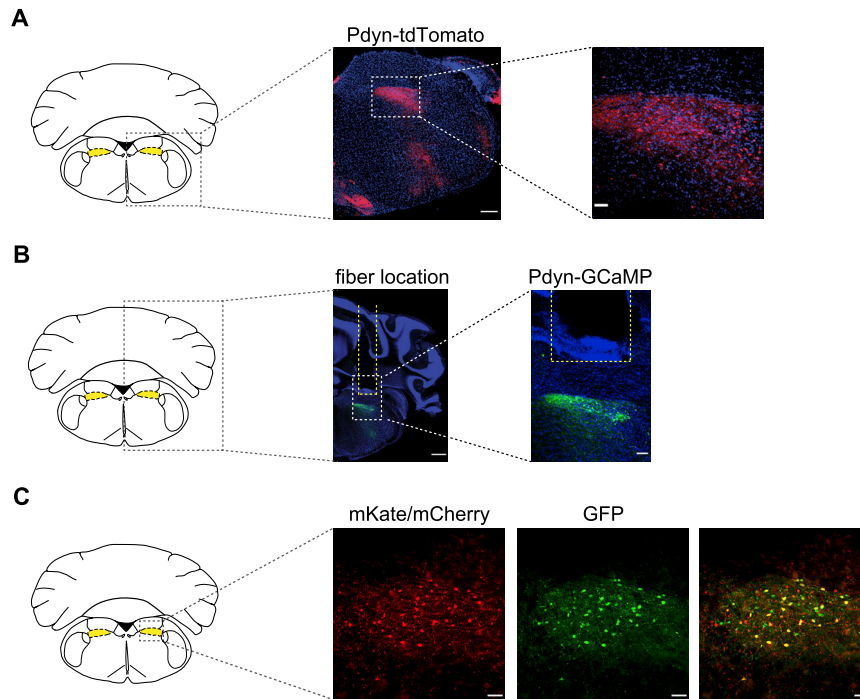 A
Pdyn-tdTomato
B
fiber location
Pdyn-GCaMP
C
mKate/mCherry
GFP